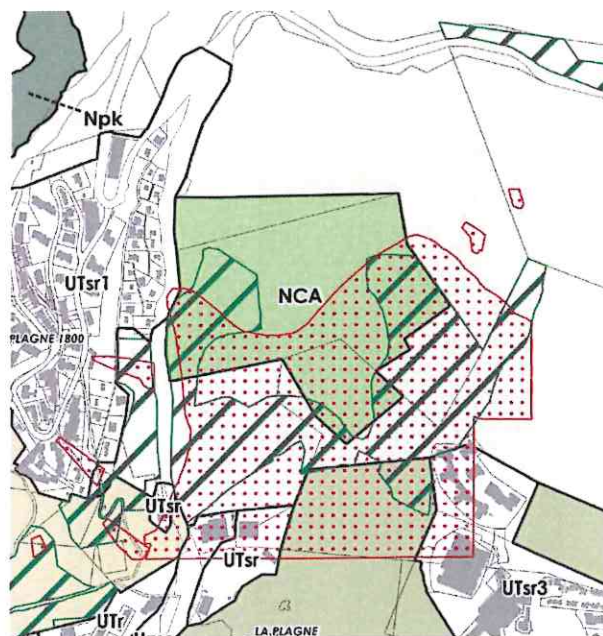 Npk
UTsr1
NCA
PLAGNE 1800
UTsr
UTsr
UTsr3
UTr
LA PLAGNE